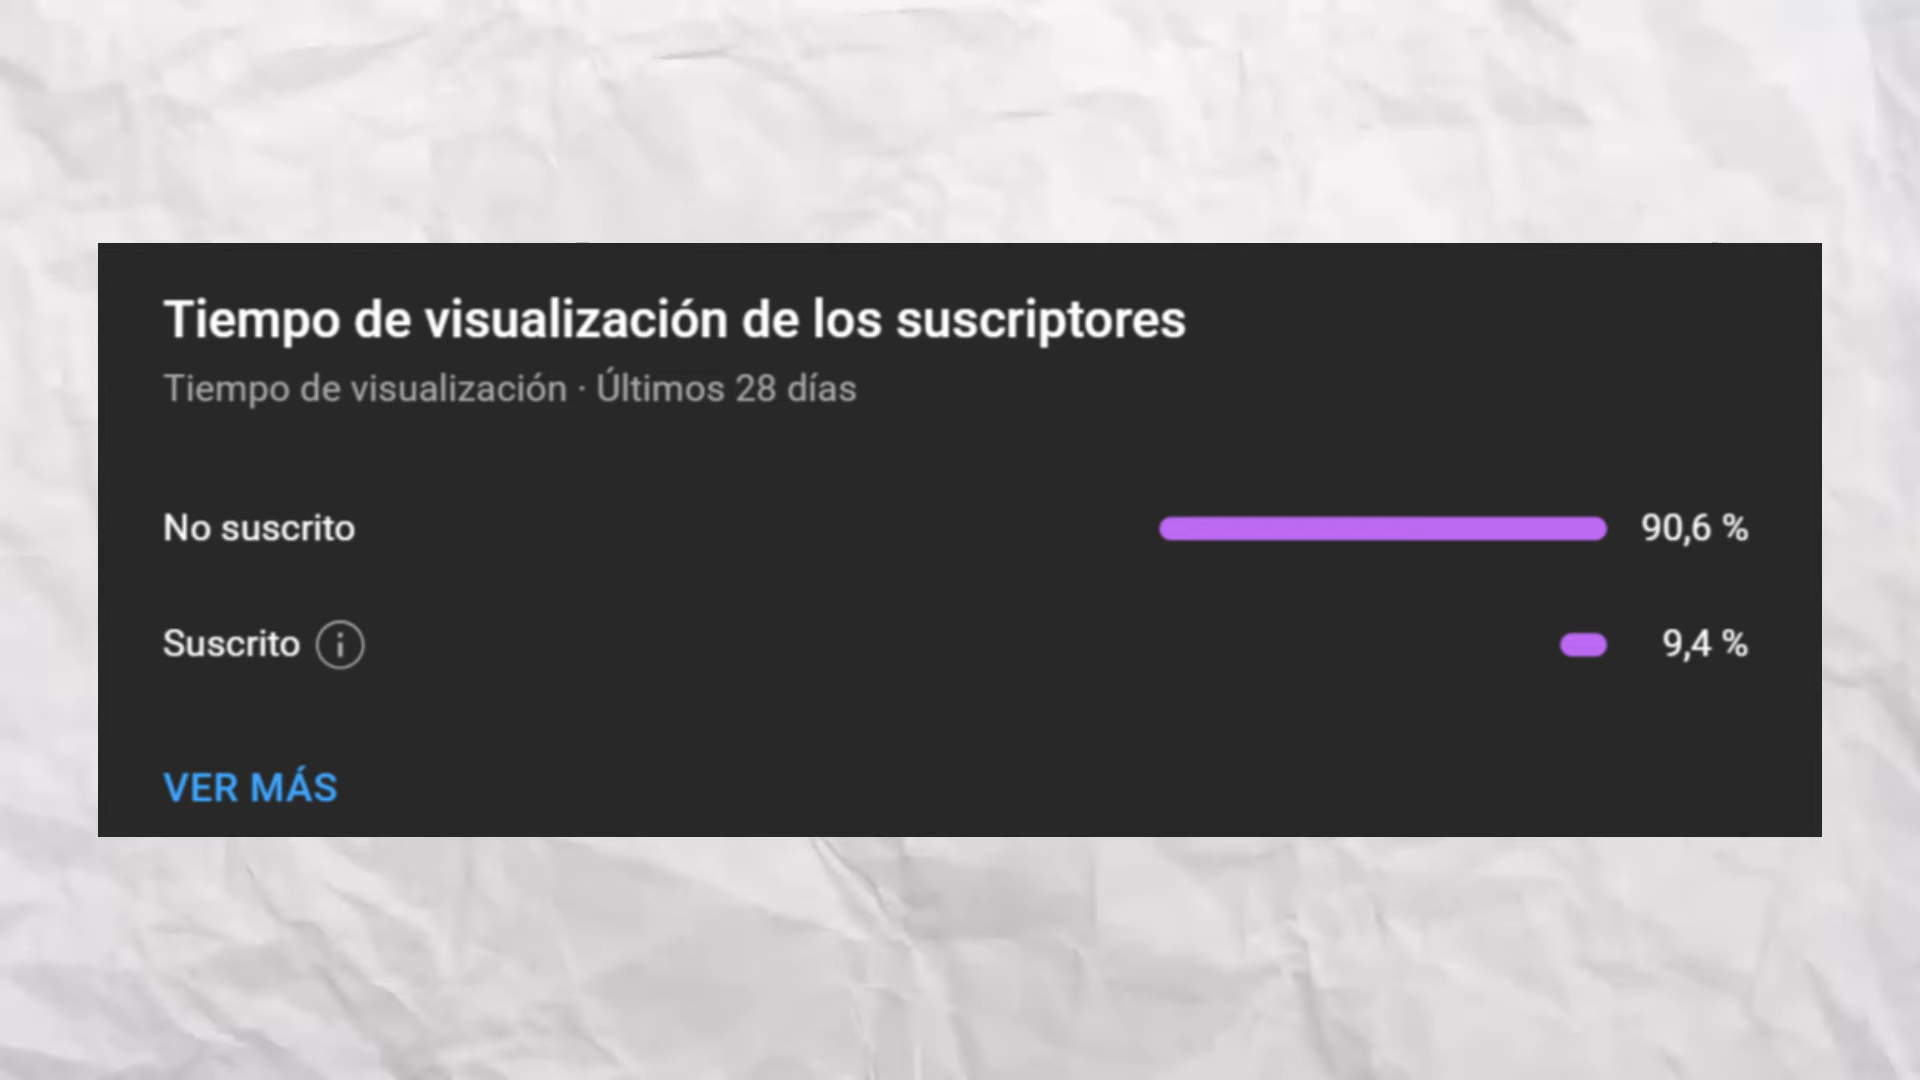 Tiempo de visualización de los suscriptores
Tiempo de visualización · Últimos 28 días
No suscrito 90,6 %
Suscrito 9,4 %
VER MÁS